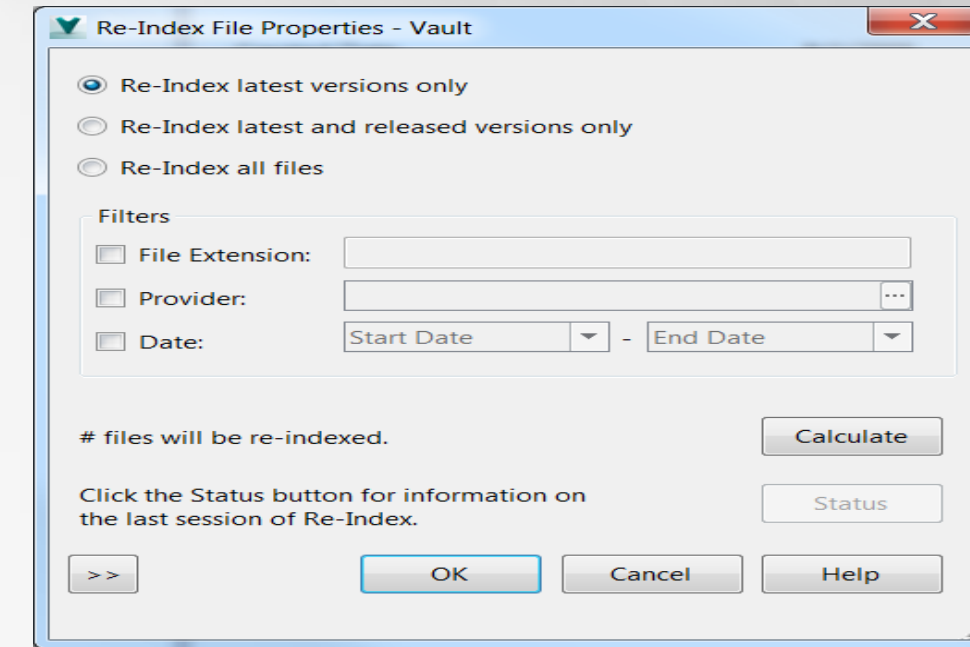 Re-Index File Properties - Vault
Re-Index latest versions only
Re-Index latest and released versions only
Re-Index all files
Filters
File Extension:
Provider: ...
Date: Start Date - End Date
# files will be re-indexed. Calculate
Click the Status button for information on
the last session of Re-Index. Status
>> OK Cancel Help